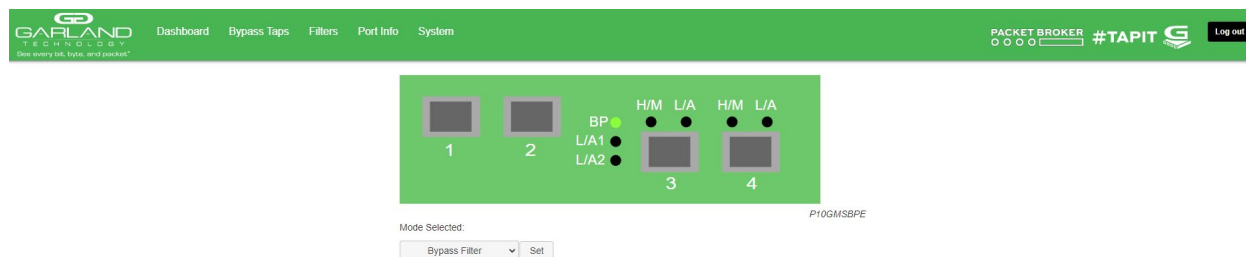 GARLAND
TECHNOLOGY
See every bit, byte, and packet®
Dashboard Bypass Taps Filters Port Info System
PACKET BROKER
#TAPIT
Log out
H/M L/A H/M L/A
BP
L/A1
L/A2
1 2
3 4
P10GMSBPE
Mode Selected:
Bypass Filter Set